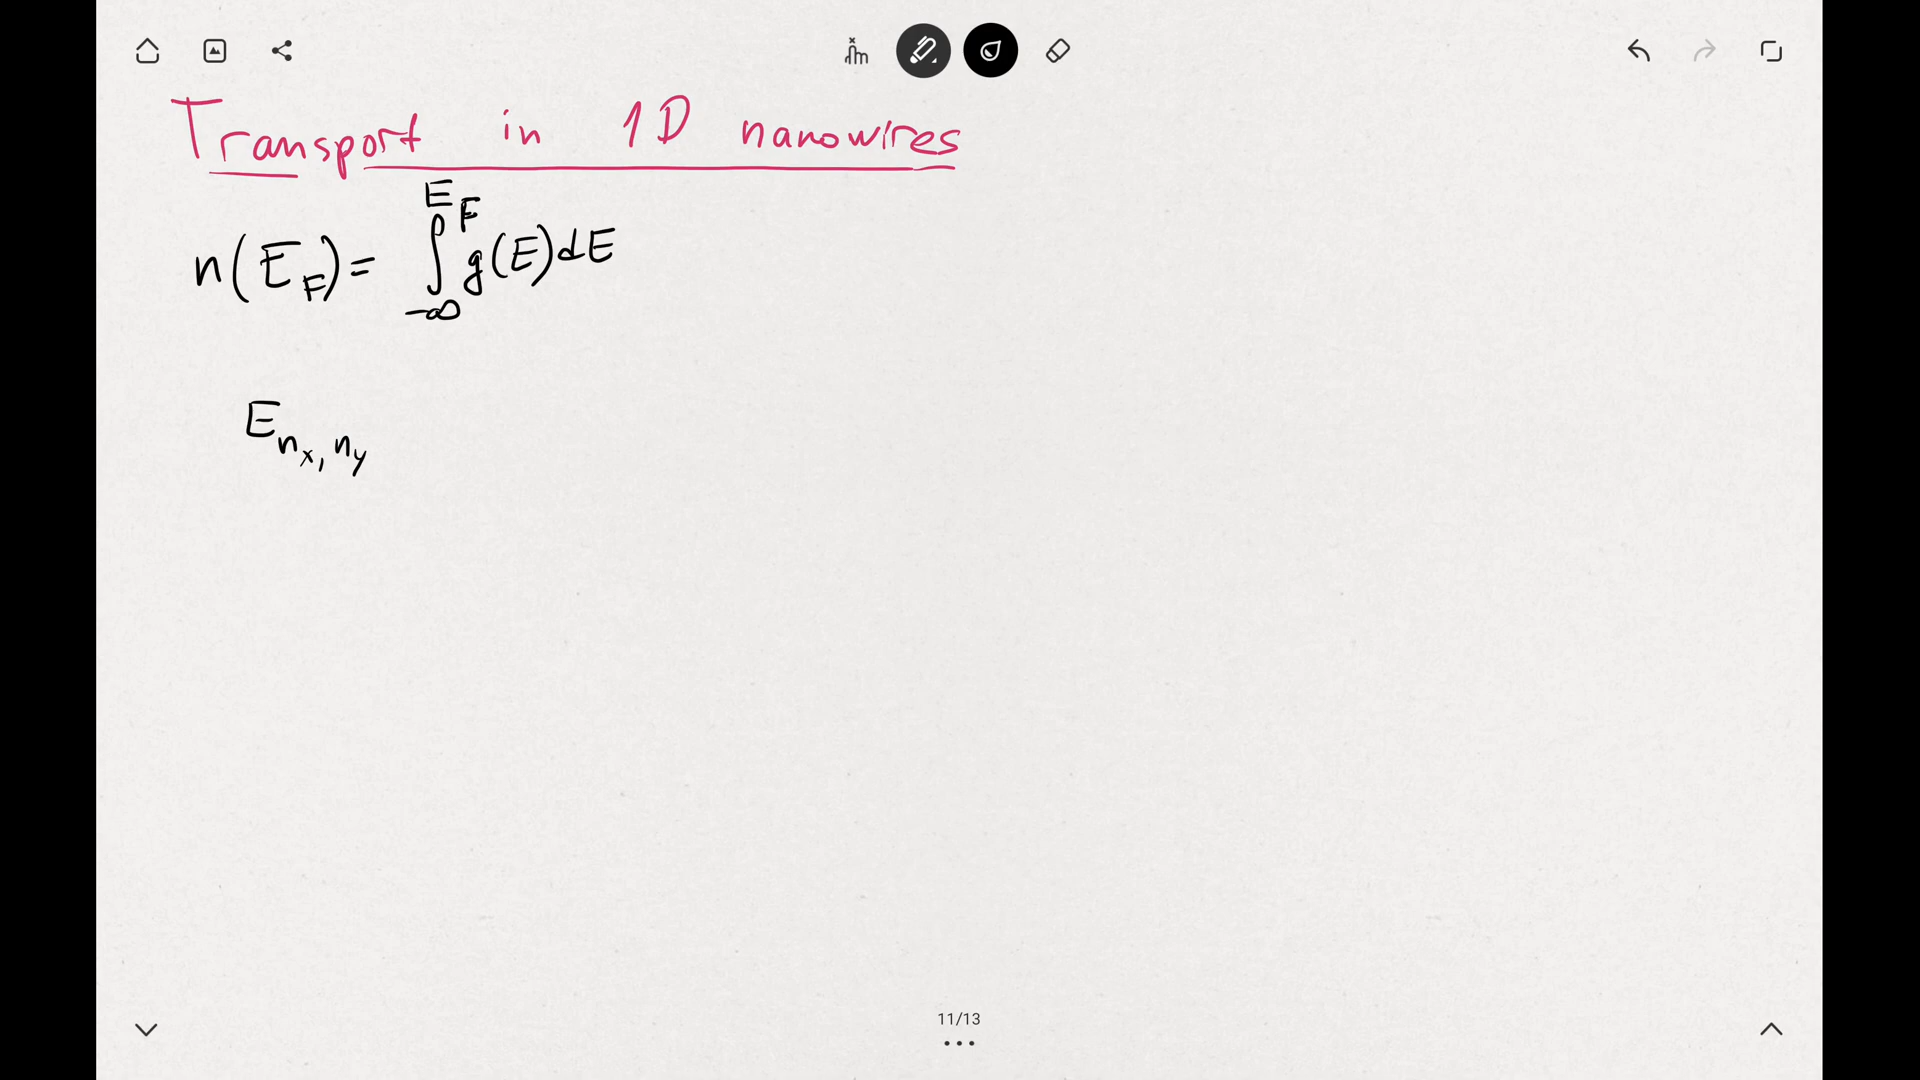 Transport in 1D nanowires
n(E_F) = ∫_{-∞}^{E_F} g(E)dE
E_{n_x, n_y}
11/13